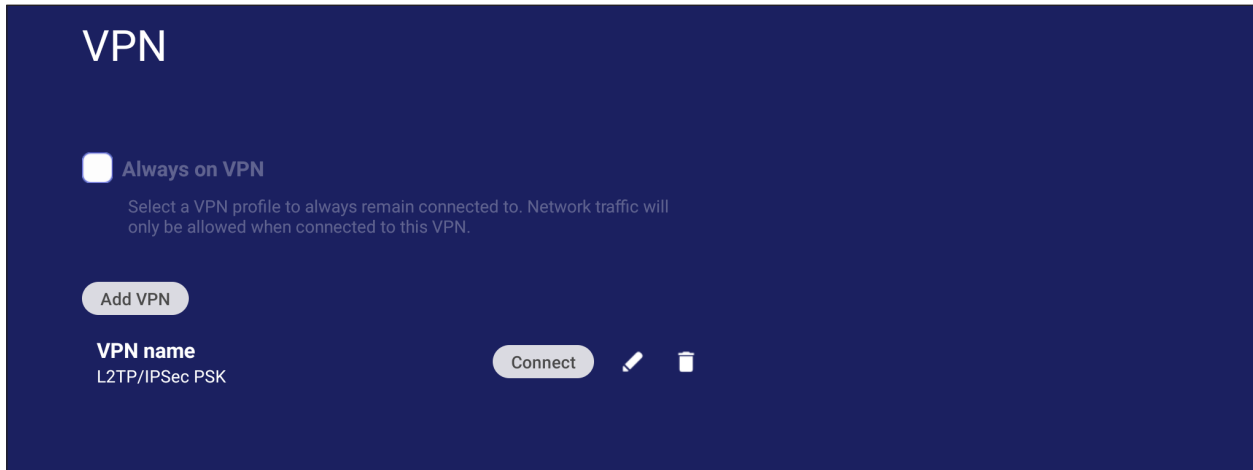 VPN
Always on VPN
Select a VPN profile to always remain connected to. Network traffic will
only be allowed when connected to this VPN.
Add VPN
VPN name
L2TP/IPSec PSK
Connect